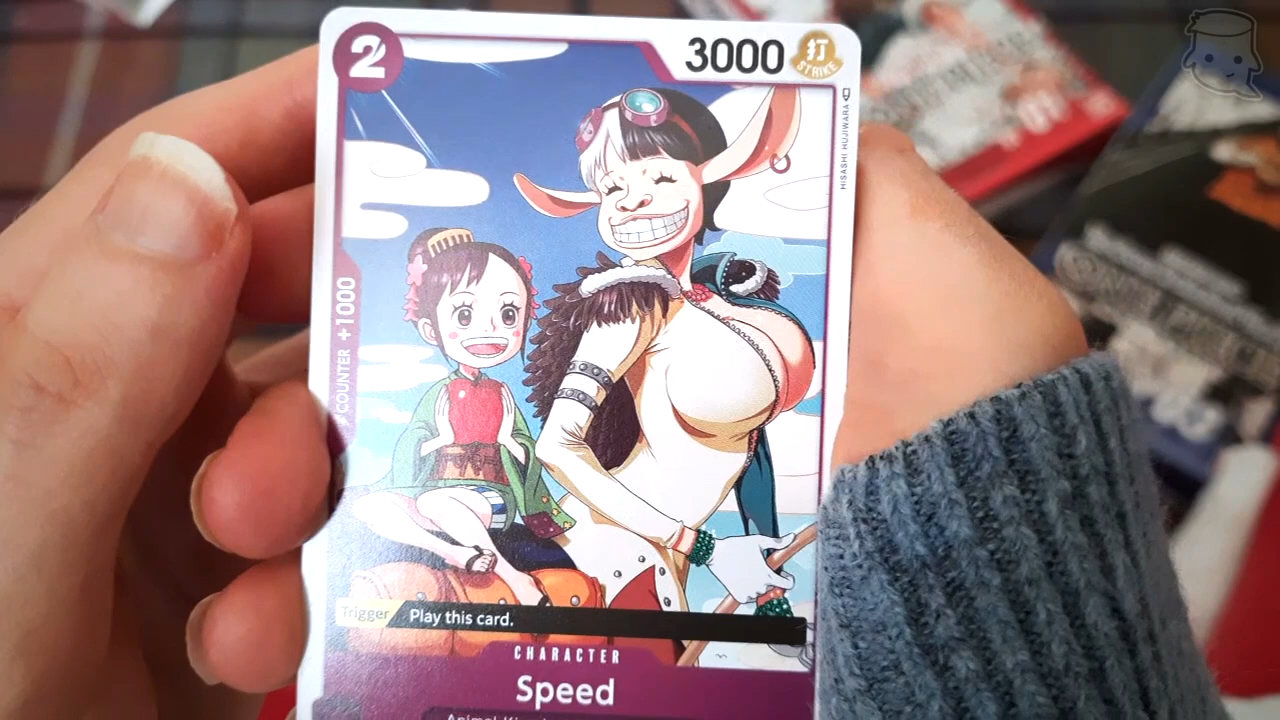 2
3000
打
STRIKE
HISASHI HUJIWARA
COUNTER +1000
Trigger
Play this card.
CHARACTER
Speed